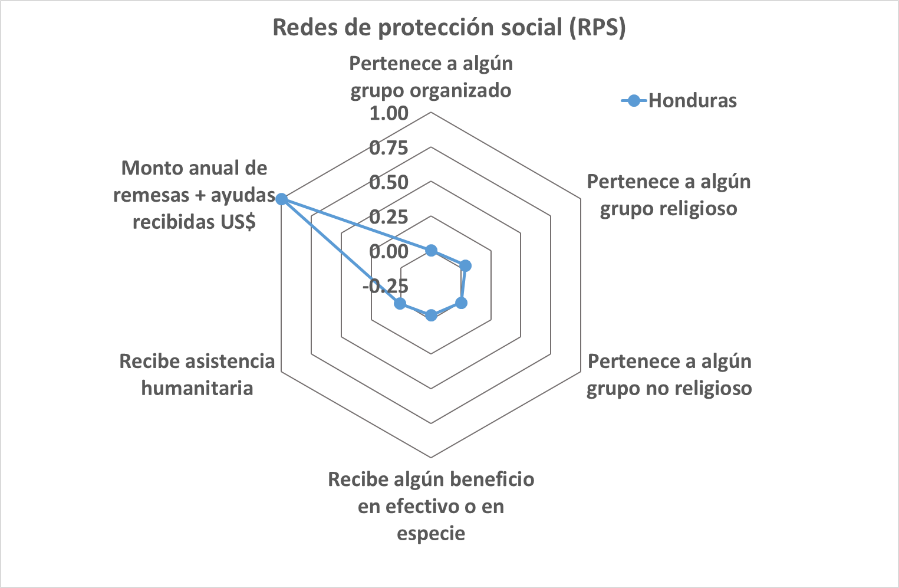 Redes de protección social (RPS)
Pertenece a algún
grupo organizado
Honduras
1.00
0.75
0.50
0.25
0.00
-0.25
Monto anual de
remesas + ayudas
recibidas US$
Pertenece a algún
grupo religioso
Recibe asistencia
humanitaria
Pertenece a algún
grupo no religioso
Recibe algún beneficio
en efectivo o en
especie